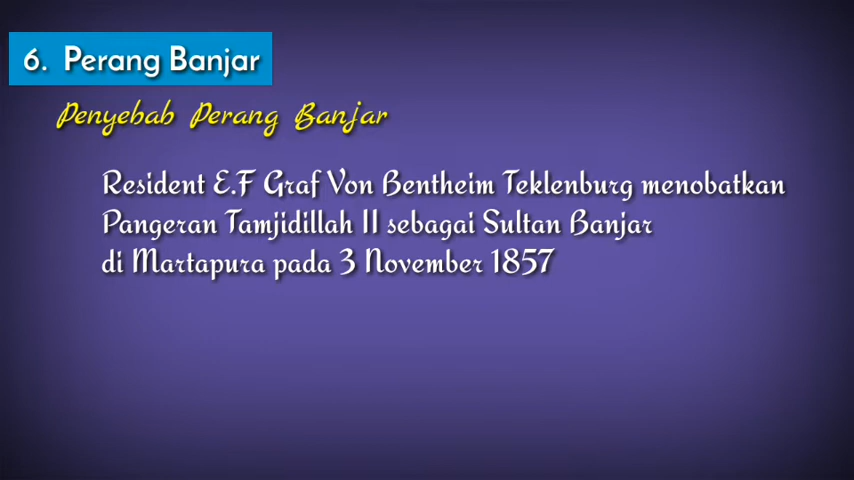 6. Perang Banjar
Penyebab Perang Banjar
Resident E.F Graf Von Bentheim Teklenburg menobatkan
Pangeran Tamjidillah II sebagai Sultan Banjar
di Martapura pada 3 November 1857